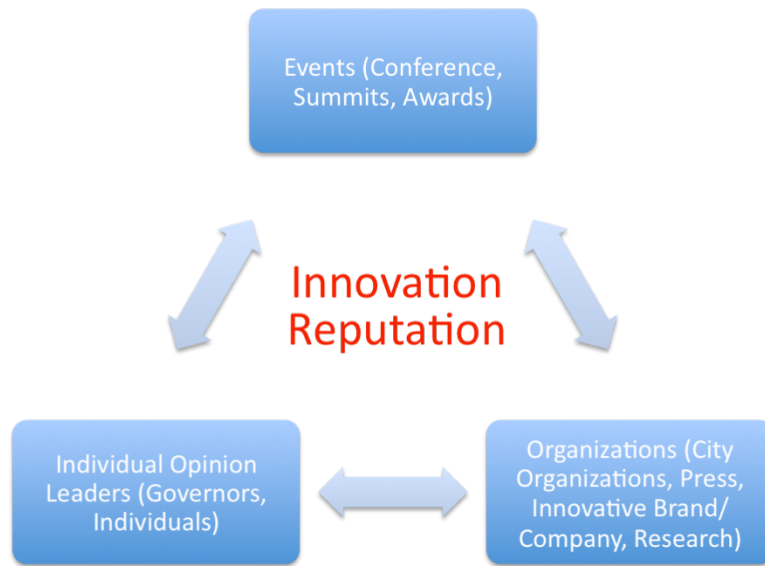 Events (Conference,
Summits, Awards)
Innovation
Reputation
Individual Opinion
Leaders (Governors,
Individuals)
Organizations (City
Organizations, Press,
Innovative Brand/
Company, Research)